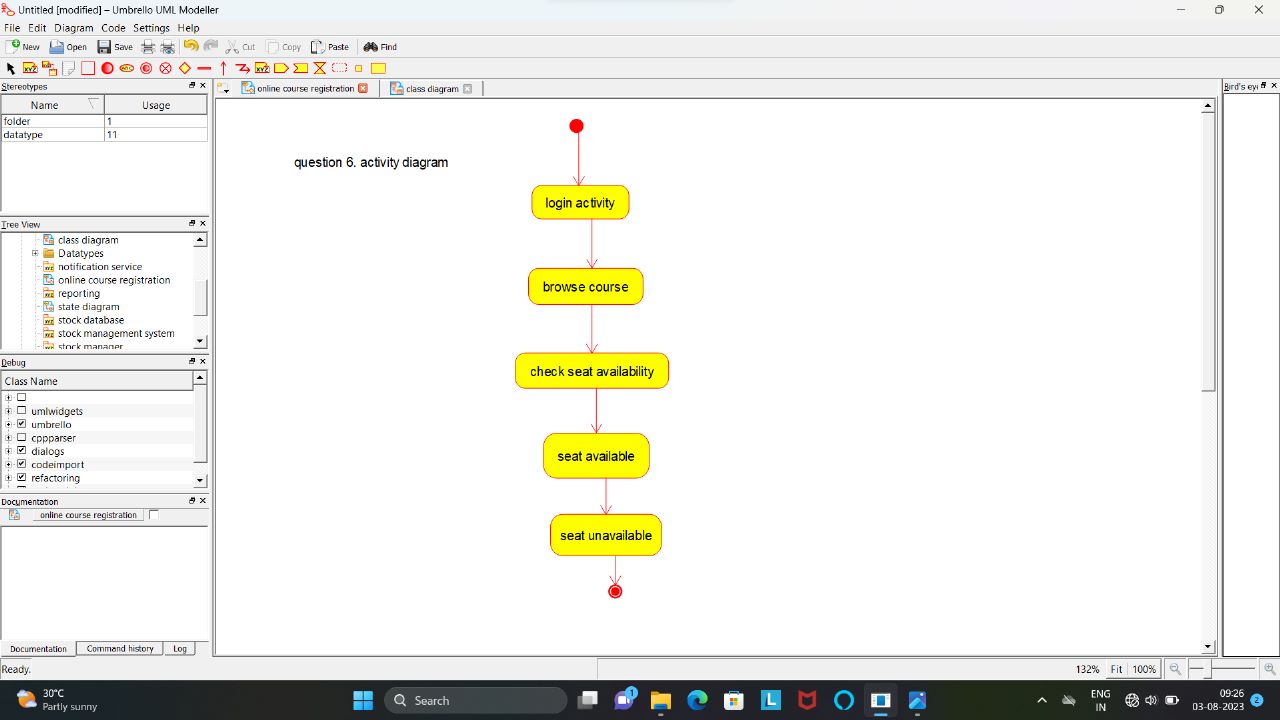 Untitled [modified] – Umbrello UML Modeller
File Edit Diagram Code Settings Help
New Open Save Cut Copy Paste Find
Stereotypes
Name Usage
folder 1
datatype 11
Tree View
class diagram
Datatypes
notification service
online course registration
reporting
state diagram
stock database
stock management system
stock manager
Debug
Class Name
umlwidgets
umbrello
cppparser
dialogs
codeimport
refactoring
Documentation
online course registration
Documentation Command history Log
Ready.
online course registration class diagram
question 6. activity diagram
login activity
browse course
check seat availability
seat available
seat unavailable
Bird's eye
132% Fit 100%
30°C
Partly sunny
Search
1
L
ENG
IN
09:26
03-08-2023
2